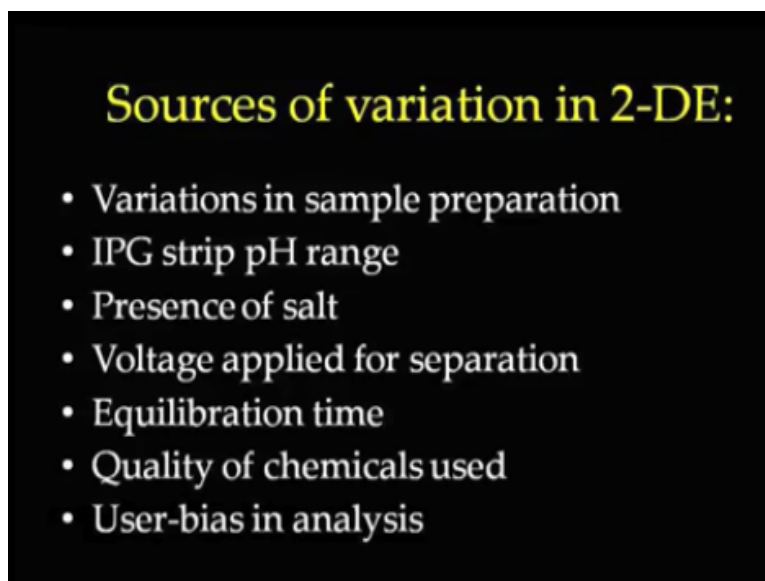 Sources of variation in 2-DE:
• Variations in sample preparation
• IPG strip pH range
• Presence of salt
• Voltage applied for separation
• Equilibration time
• Quality of chemicals used
• User-bias in analysis